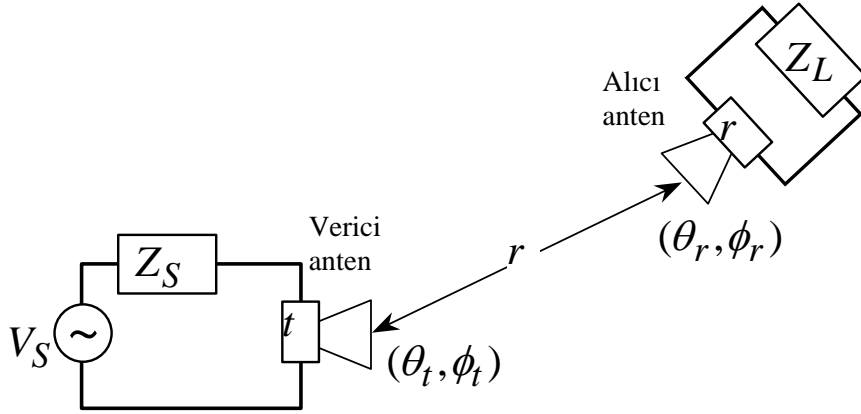 Z_L
Alıcı
anten
r
(θ_r,ϕ_r)
r
Verici
anten
Z_S
t
V_S
~
(θ_t,ϕ_t)